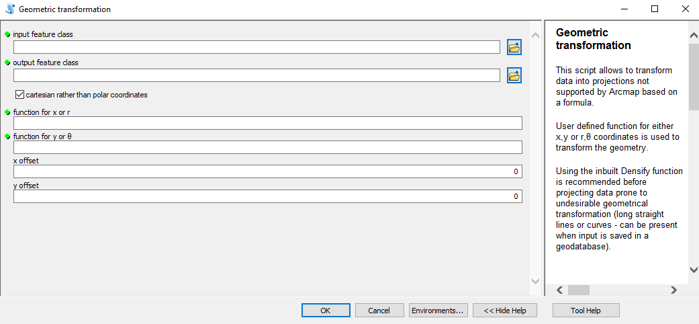 Geometric transformation
input feature class
output feature class
cartesian rather than polar coordinates
function for x or r
function for y or θ
x offset
0
y offset
0
Geometric
transformation
This script allows to transform
data into projections not
supported by Arcmap based on
a formula.
User defined function for either
x,y or r,θ coordinates is used to
transform the geometry.
Using the inbuilt Densify function
is recommended before
projecting data prone to
undesirable geometrical
transformation (long straight
lines or curves - can be present
when input is saved in a
geodatabase).
OK
Cancel
Environments...
<< Hide Help
Tool Help